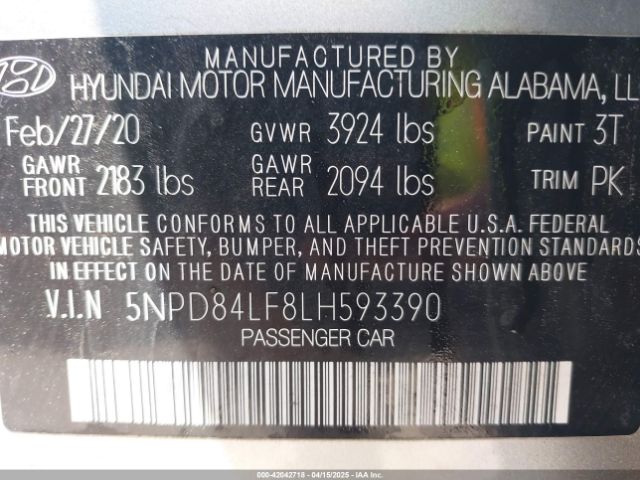 MANUFACTURED BY
HYUNDAI MOTOR MANUFACTURING ALABAMA, LL
Feb/27/20 GVWR 3924 lbs PAINT 3T
GAWR FRONT 2183 lbs GAWR REAR 2094 lbs TRIM PK
THIS VEHICLE CONFORMS TO ALL APPLICABLE U.S.A. FEDERAL
MOTOR VEHICLE SAFETY, BUMPER, AND THEFT PREVENTION STANDARDS
IN EFFECT ON THE DATE OF MANUFACTURE SHOWN ABOVE.
V.I.N 5NPD84LF8LH593390
PASSENGER CAR
000-42042718 - 04/15/2025 - IAA INC.